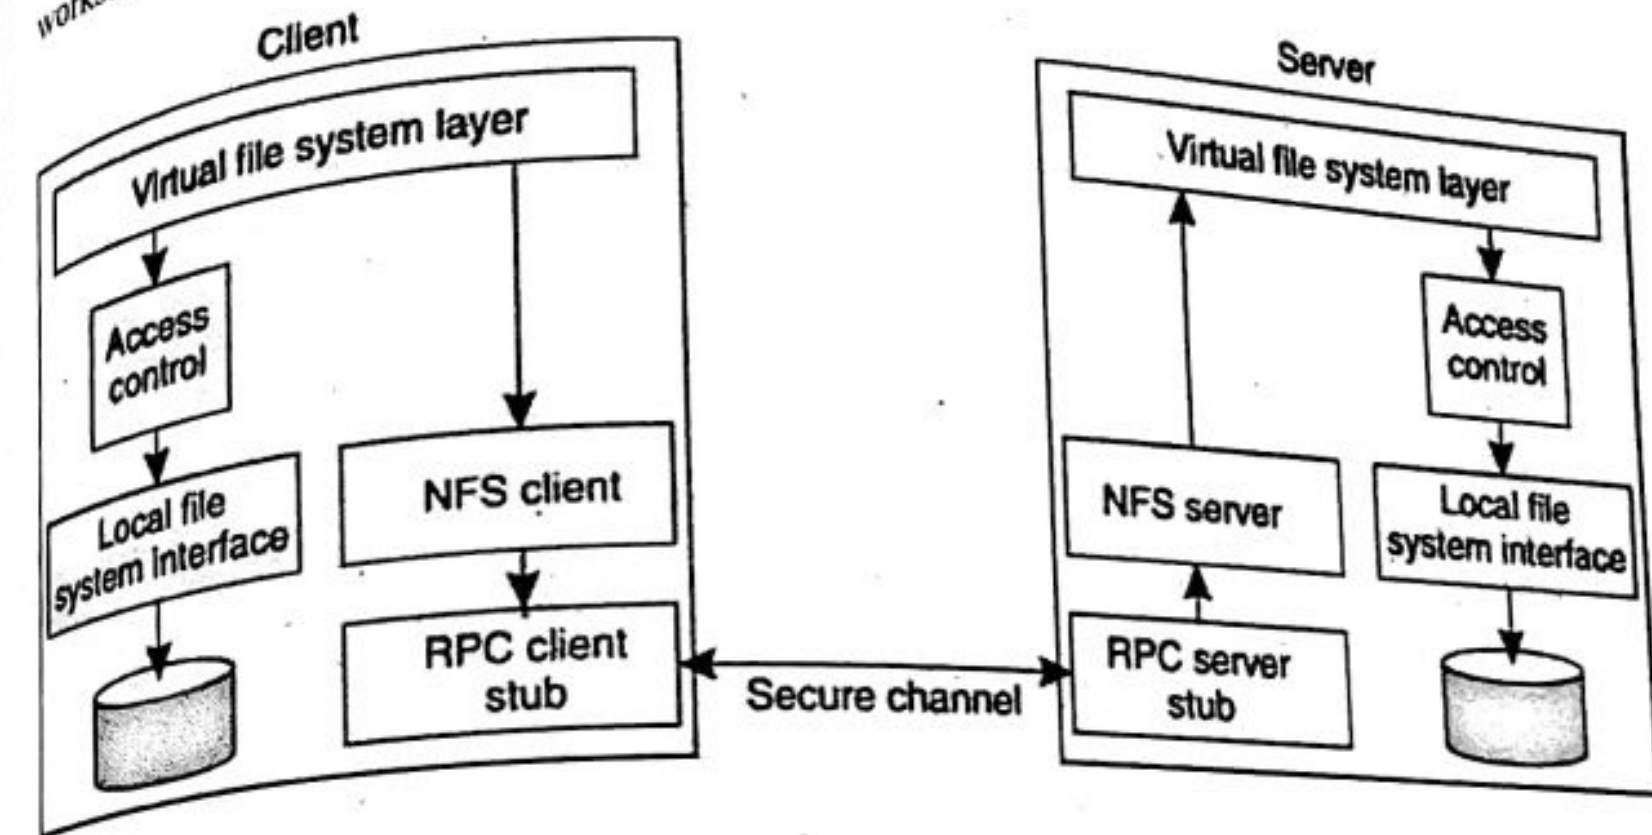 Client
Virtual file system layer
Access
control
Local file
system interface
NFS client
RPC client
stub
Secure channel
Server
Virtual file system layer
Access
control
NFS server
Local file
system interface
RPC server
stub